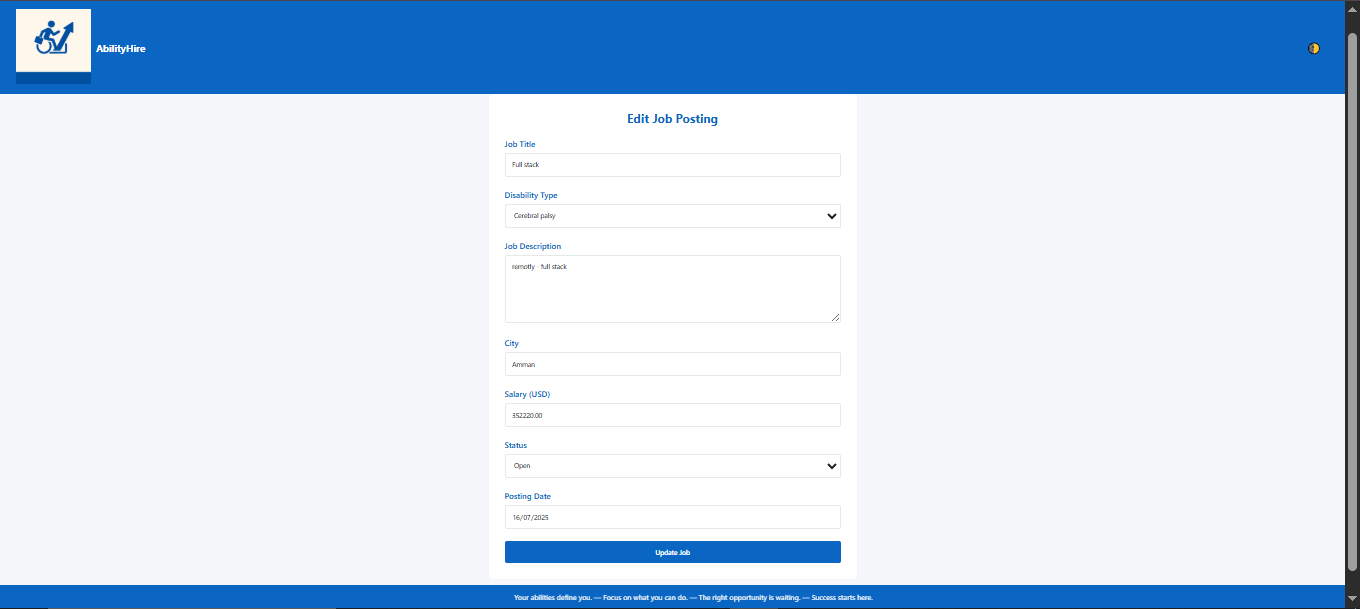 AbilityHire
Edit Job Posting
Job Title
Full stack
Disability Type
Cerebral palsy
Job Description
remotly - full stack
City
Amman
Salary (USD)
352220.00
Status
Open
Posting Date
16/07/2025
Update Job
Your abilities define you. — Focus on what you can do. — The right opportunity is waiting. — Success starts here.